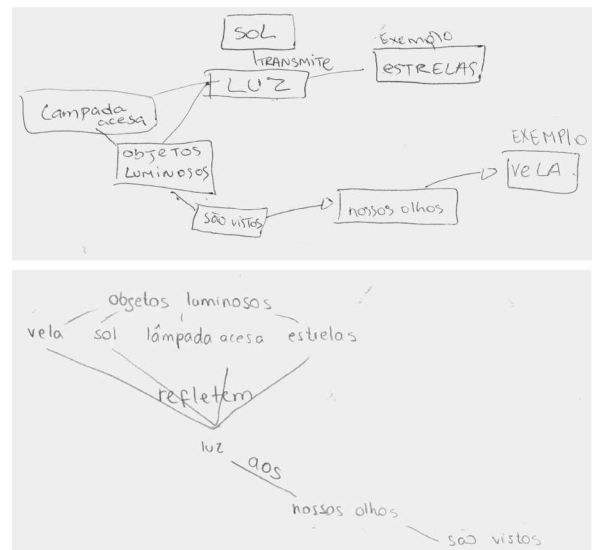 SOL
Exemplo
TRANSMITE
ESTRELAS
LUZ
Lampada
acesa
OBJETOS
LUMINOSOS
EXEMPLO
VELA
são vistos
nossos olhos
objetos luminosos
vela sol lâmpada acesa estrelas
refletem
luz
aos
nossos olhos
são vistos